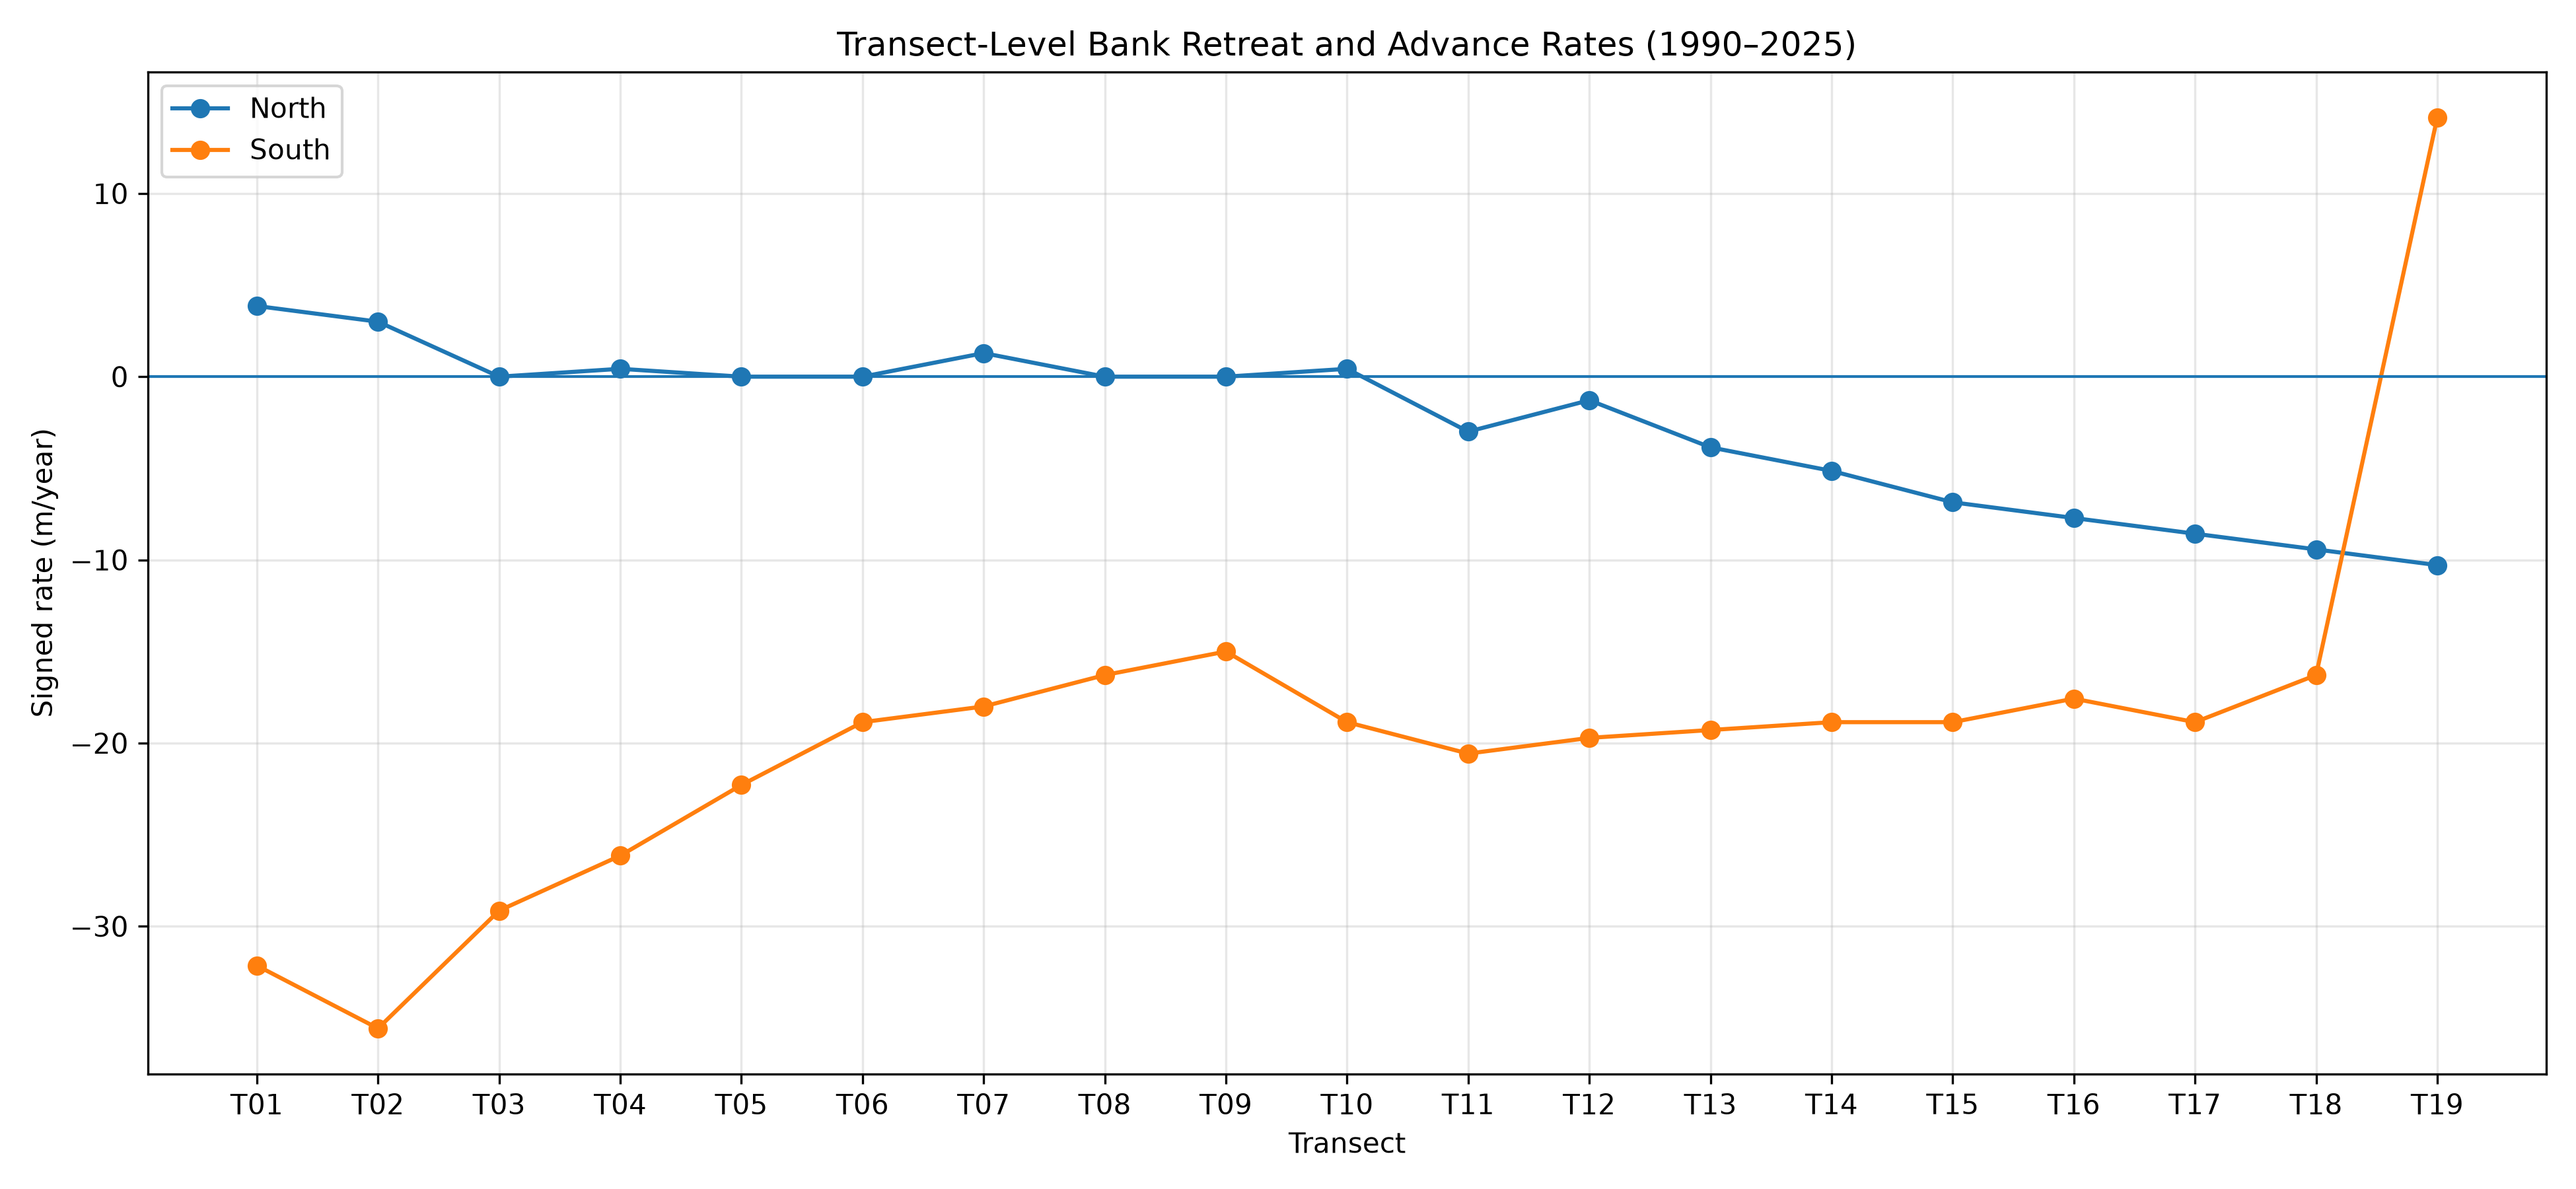 Transect-Level Bank Retreat and Advance Rates (1990–2025)
North
South
Signed rate (m/year)
10
0
−10
−20
−30
T01 T02 T03 T04 T05 T06 T07 T08 T09 T10 T11 T12 T13 T14 T15 T16 T17 T18 T19
Transect